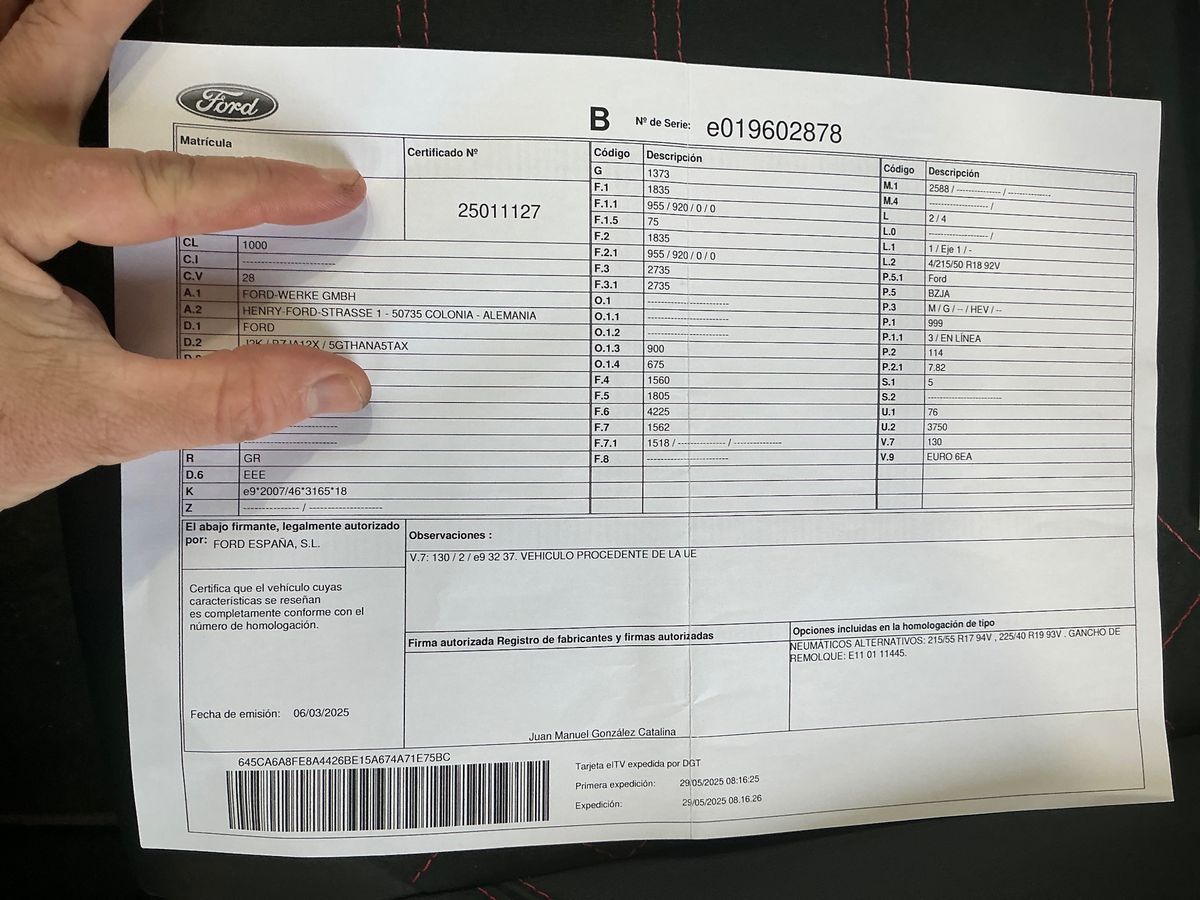 Ford
B Nº de Serie: e019602878
Matrícula
Certificado Nº
25011127
CL 1000
C.I -----------------------
C.V 28
A.1 FORD-WERKE GMBH
A.2 HENRY-FORD-STRASSE 1 - 50735 COLONIA - ALEMANIA
D.1 FORD
D.2 / 5GTHANA5TAX
R GR
D.6 EEE
K e9*2007/46*3165*18
Z --------------- / -------------------
Código Descripción
G 1373
F.1 1835
F.1.1 955 / 920 / 0 / 0
F.1.5 75
F.2 1835
F.2.1 955 / 920 / 0 / 0
F.3 2735
F.3.1 2735
O.1 ---------------------
O.1.1 ---------------------
O.1.2 ---------------------
O.1.3 900
O.1.4 675
F.4 1560
F.5 1805
F.6 4225
F.7 1562
F.7.1 1518 / ------------- / -------------
F.8 ---------------------
Código Descripción
M.1 2588 / --------------- / ---------------
M.4 -------------------- /
L 2 / 4
L.0 -------------------- /
L.1 1 / Eje 1 / -
L.2 4/215/50 R18 92V
P.5.1 Ford
P.5 BZJA
P.3 M / G / -- / HEV / --
P.1 999
P.1.1 3 / EN LÍNEA
P.2 114
P.2.1 7.82
S.1 5
S.2 -------------------
U.1 76
U.2 3750
V.7 130
V.9 EURO 6EA
El abajo firmante, legalmente autorizado
por: FORD ESPAÑA, S.L.
Certifica que el vehículo cuyas
características se reseñan
es completamente conforme con el
número de homologación.
Fecha de emisión: 06/03/2025
Observaciones :
V.7: 130 / 2 / e9 32 37. VEHICULO PROCEDENTE DE LA UE
Firma autorizada Registro de fabricantes y firmas autorizadas
Juan Manuel González Catalina
Opciones incluidas en la homologación de tipo
NEUMÁTICOS ALTERNATIVOS: 215/55 R17 94V , 225/40 R19 93V . GANCHO DE
REMOLQUE: E11 01 11445.
645CA6A8FE8A4426BE15A674A71E75BC
Tarjeta eITV expedida por DGT
Primera expedición: 29/05/2025 08:16:25
Expedición: 29/05/2025 08.16.26